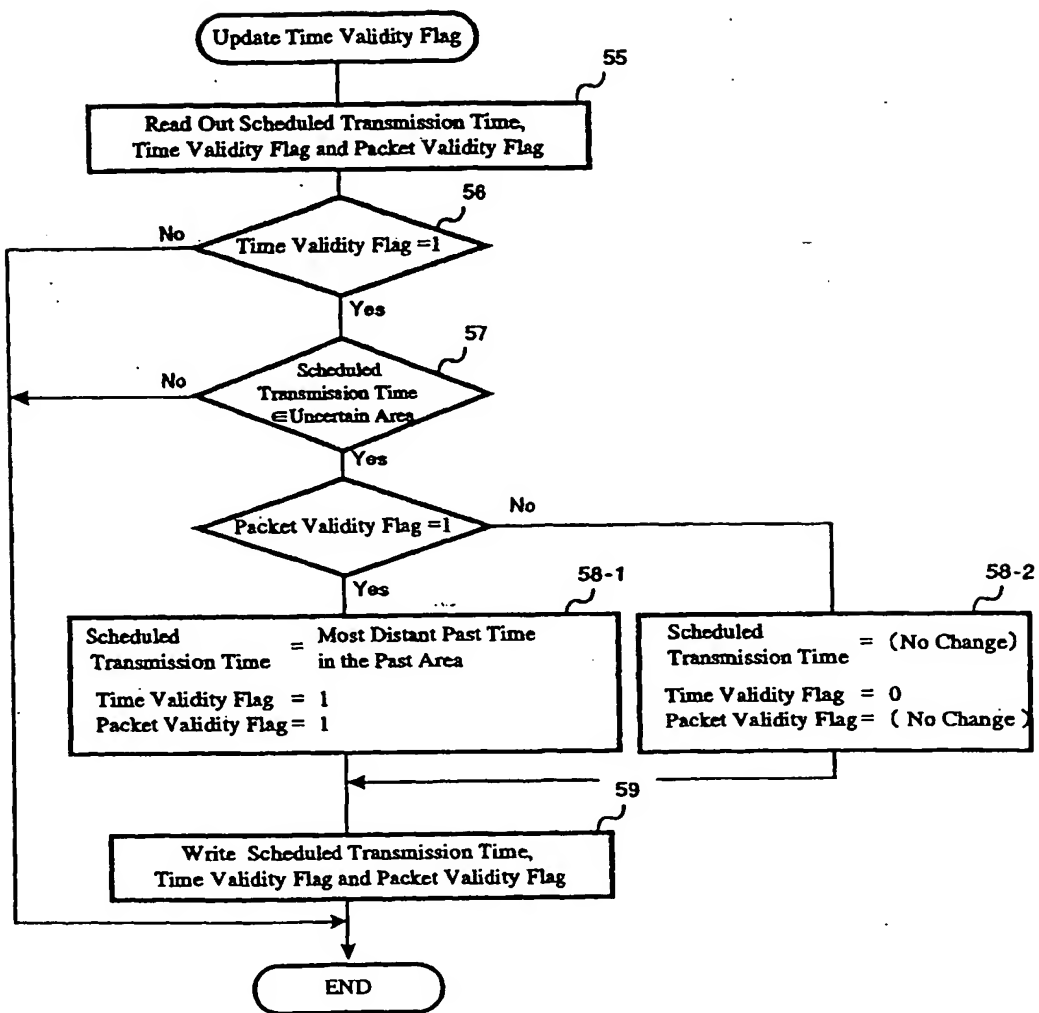 Update Time Validity Flag
55
Read Out Scheduled Transmission Time,
Time Validity Flag and Packet Validity Flag
56
No
Time Validity Flag =1
Yes
57
No
Scheduled
Transmission Time
∈Uncertain Area
Yes
No
Packet Validity Flag =1
Yes
58-1
58-2
Scheduled
Transmission Time = Most Distant Past Time
in the Past Area
Time Validity Flag = 1
Packet Validity Flag = 1
Scheduled
Transmission Time = (No Change)
Time Validity Flag = 0
Packet Validity Flag = ( No Change )
59
Write Scheduled Transmission Time,
Time Validity Flag and Packet Validity Flag
END